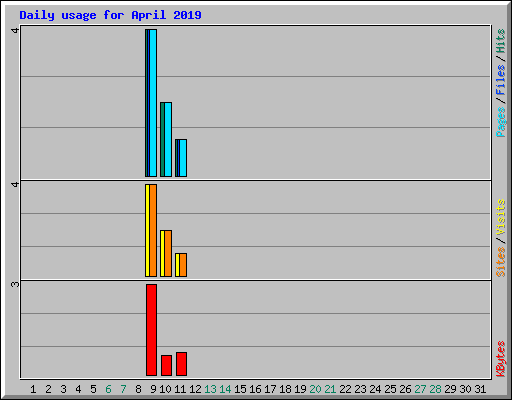 Daily usage for April 2019
4
4
3
Pages / Files / Hits
Sites / Visits
KBytes
1 2 3 4 5 6 7 8 9 10 11 12 13 14 15 16 17 18 19 20 21 22 23 24 25 26 27 28 29 30 31